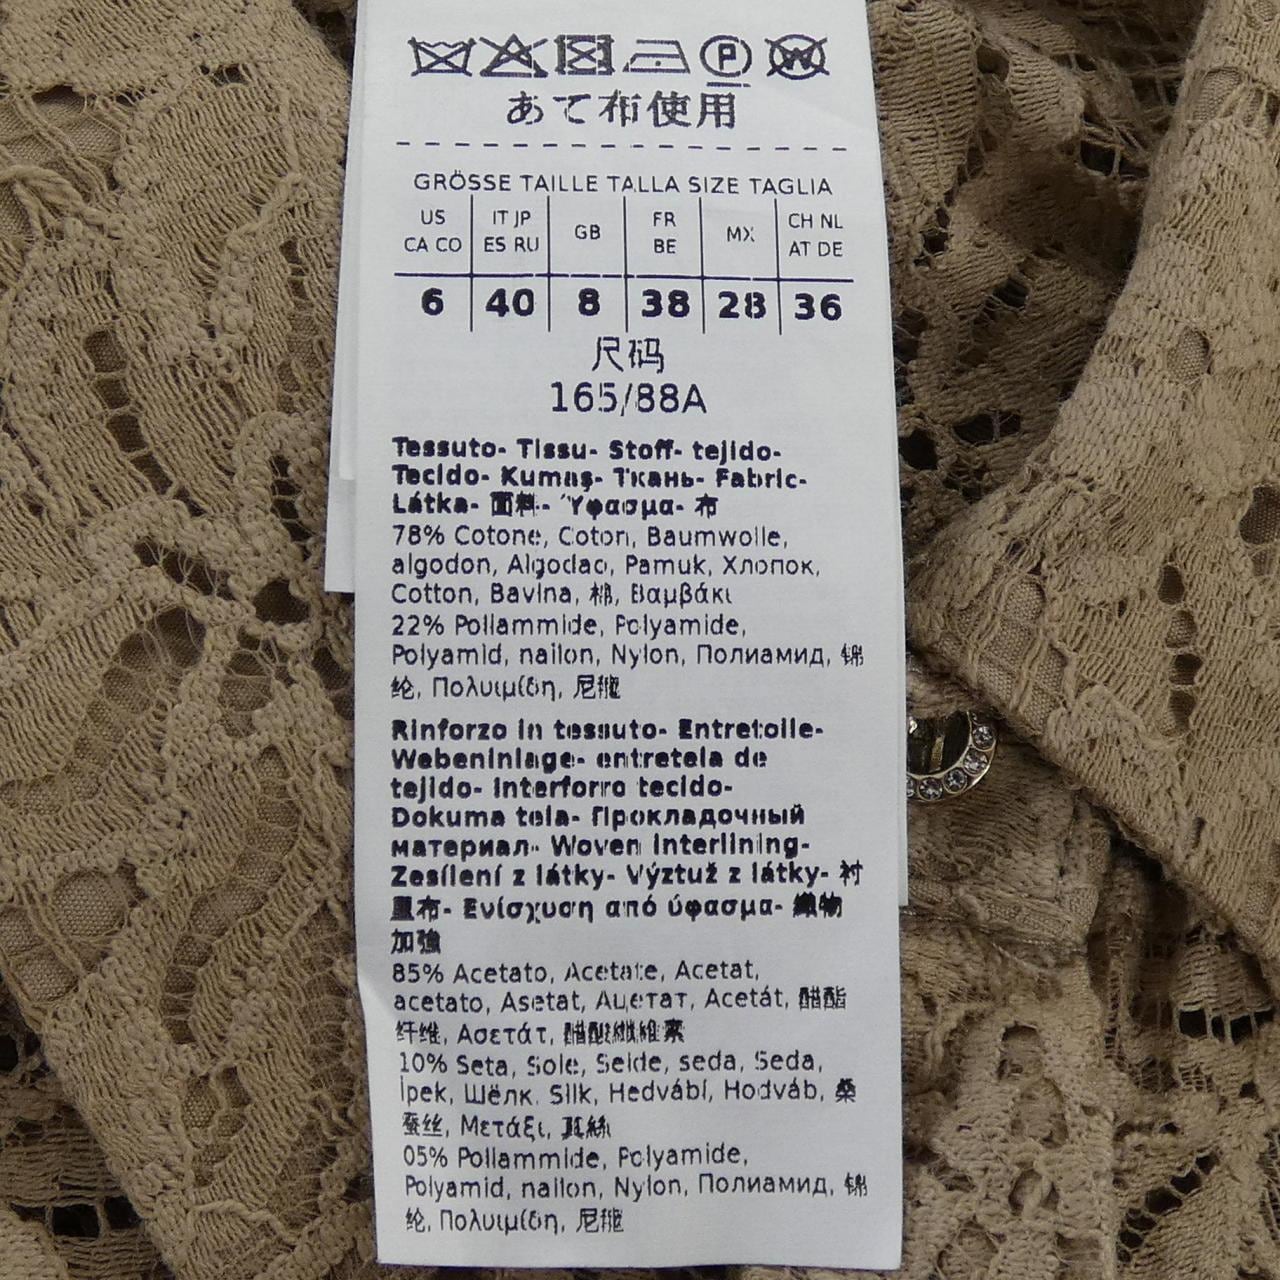 P W
あて布使用
GRÖSSE TAILLE TALLA SIZE TAGLIA
US IT JP GB FR MX CH NL
CA CO ES RU BE AT DE
6 40 8 38 28 36
尺码
165/88A
Tessuto- Tissu- Stoff- tejido-
Tecido- Kumaş- Ткань- Fabric-
Látka- 面料- Ύφασμα- 布
78% Cotone, Coton, Baumwolle,
algodon, Algodao, Pamuk, Хлопок,
Cotton, Bavlna, 棉, Βαμβάκι
22% Poliammide, Polyamide,
Polyamid, nailon, Nylon, Полиамид, 锦
纶, Πολυιμίδη, 尼龍
Rinforzo in tessuto- Entretoile-
Webeninlage- entretela de
tejido- Interforro tecido-
Dokuma tela- Прокладочный
материал- Woven interlining-
Zesílení z látky- Výztuž z látky- 衬
里布- Ενίσχυση από ύφασμα- 織物
加強
85% Acetato, Acetate, Acetat,
acetato, Asetat, Ацетат, Acetát, 醋酯
纤维, Ασετάτ, 醋酸纖維素
10% Seta, Soie, Seide, seda, Seda,
İpek, Шёлк, Silk, Hedvábí, Hodváb, 桑
蚕丝, Μετάξι, 真絲
05% Poliammide, Polyamide,
Polyamid, nailon, Nylon, Полиамид, 锦
纶, Πολυιμίδη, 尼龍